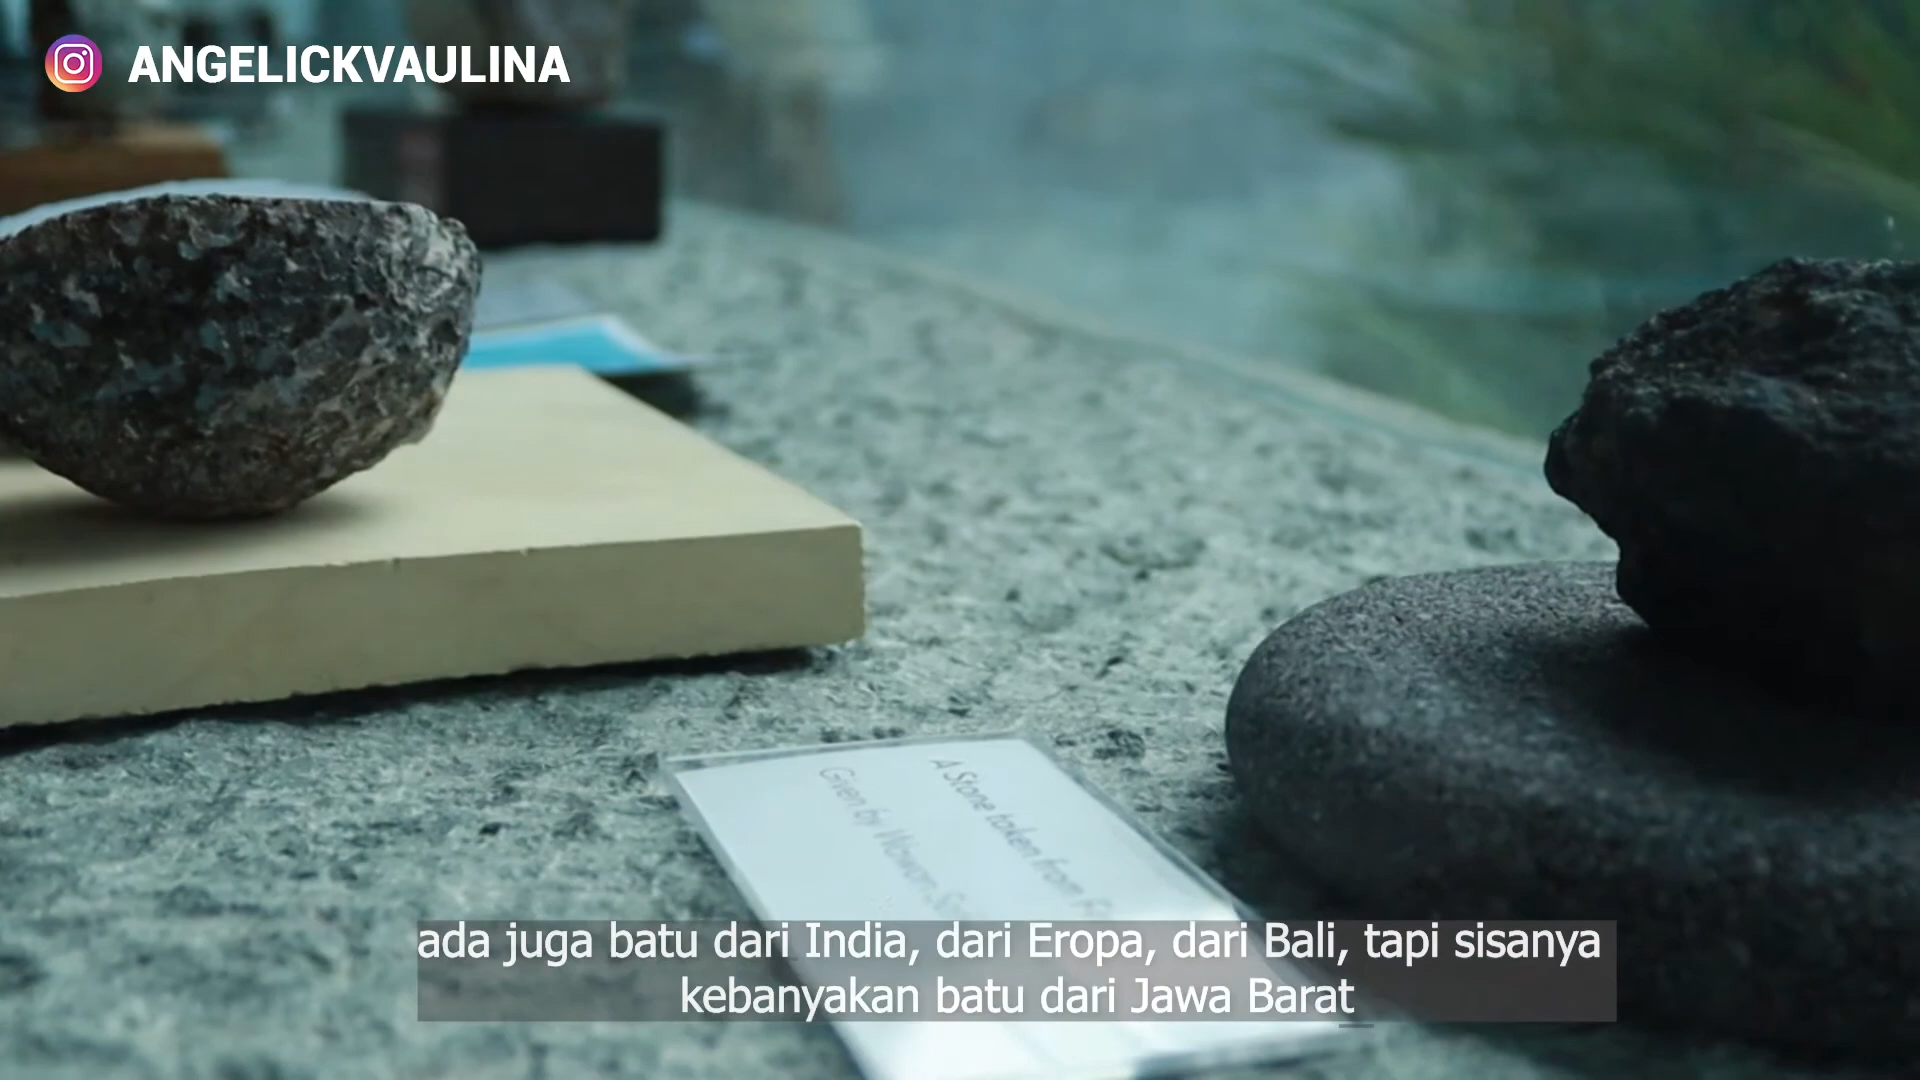 ANGELICKVAULINA
A Stone taken from
Given by Wawan
ada juga batu dari India, dari Eropa, dari Bali, tapi sisanya
kebanyakan batu dari Jawa Barat